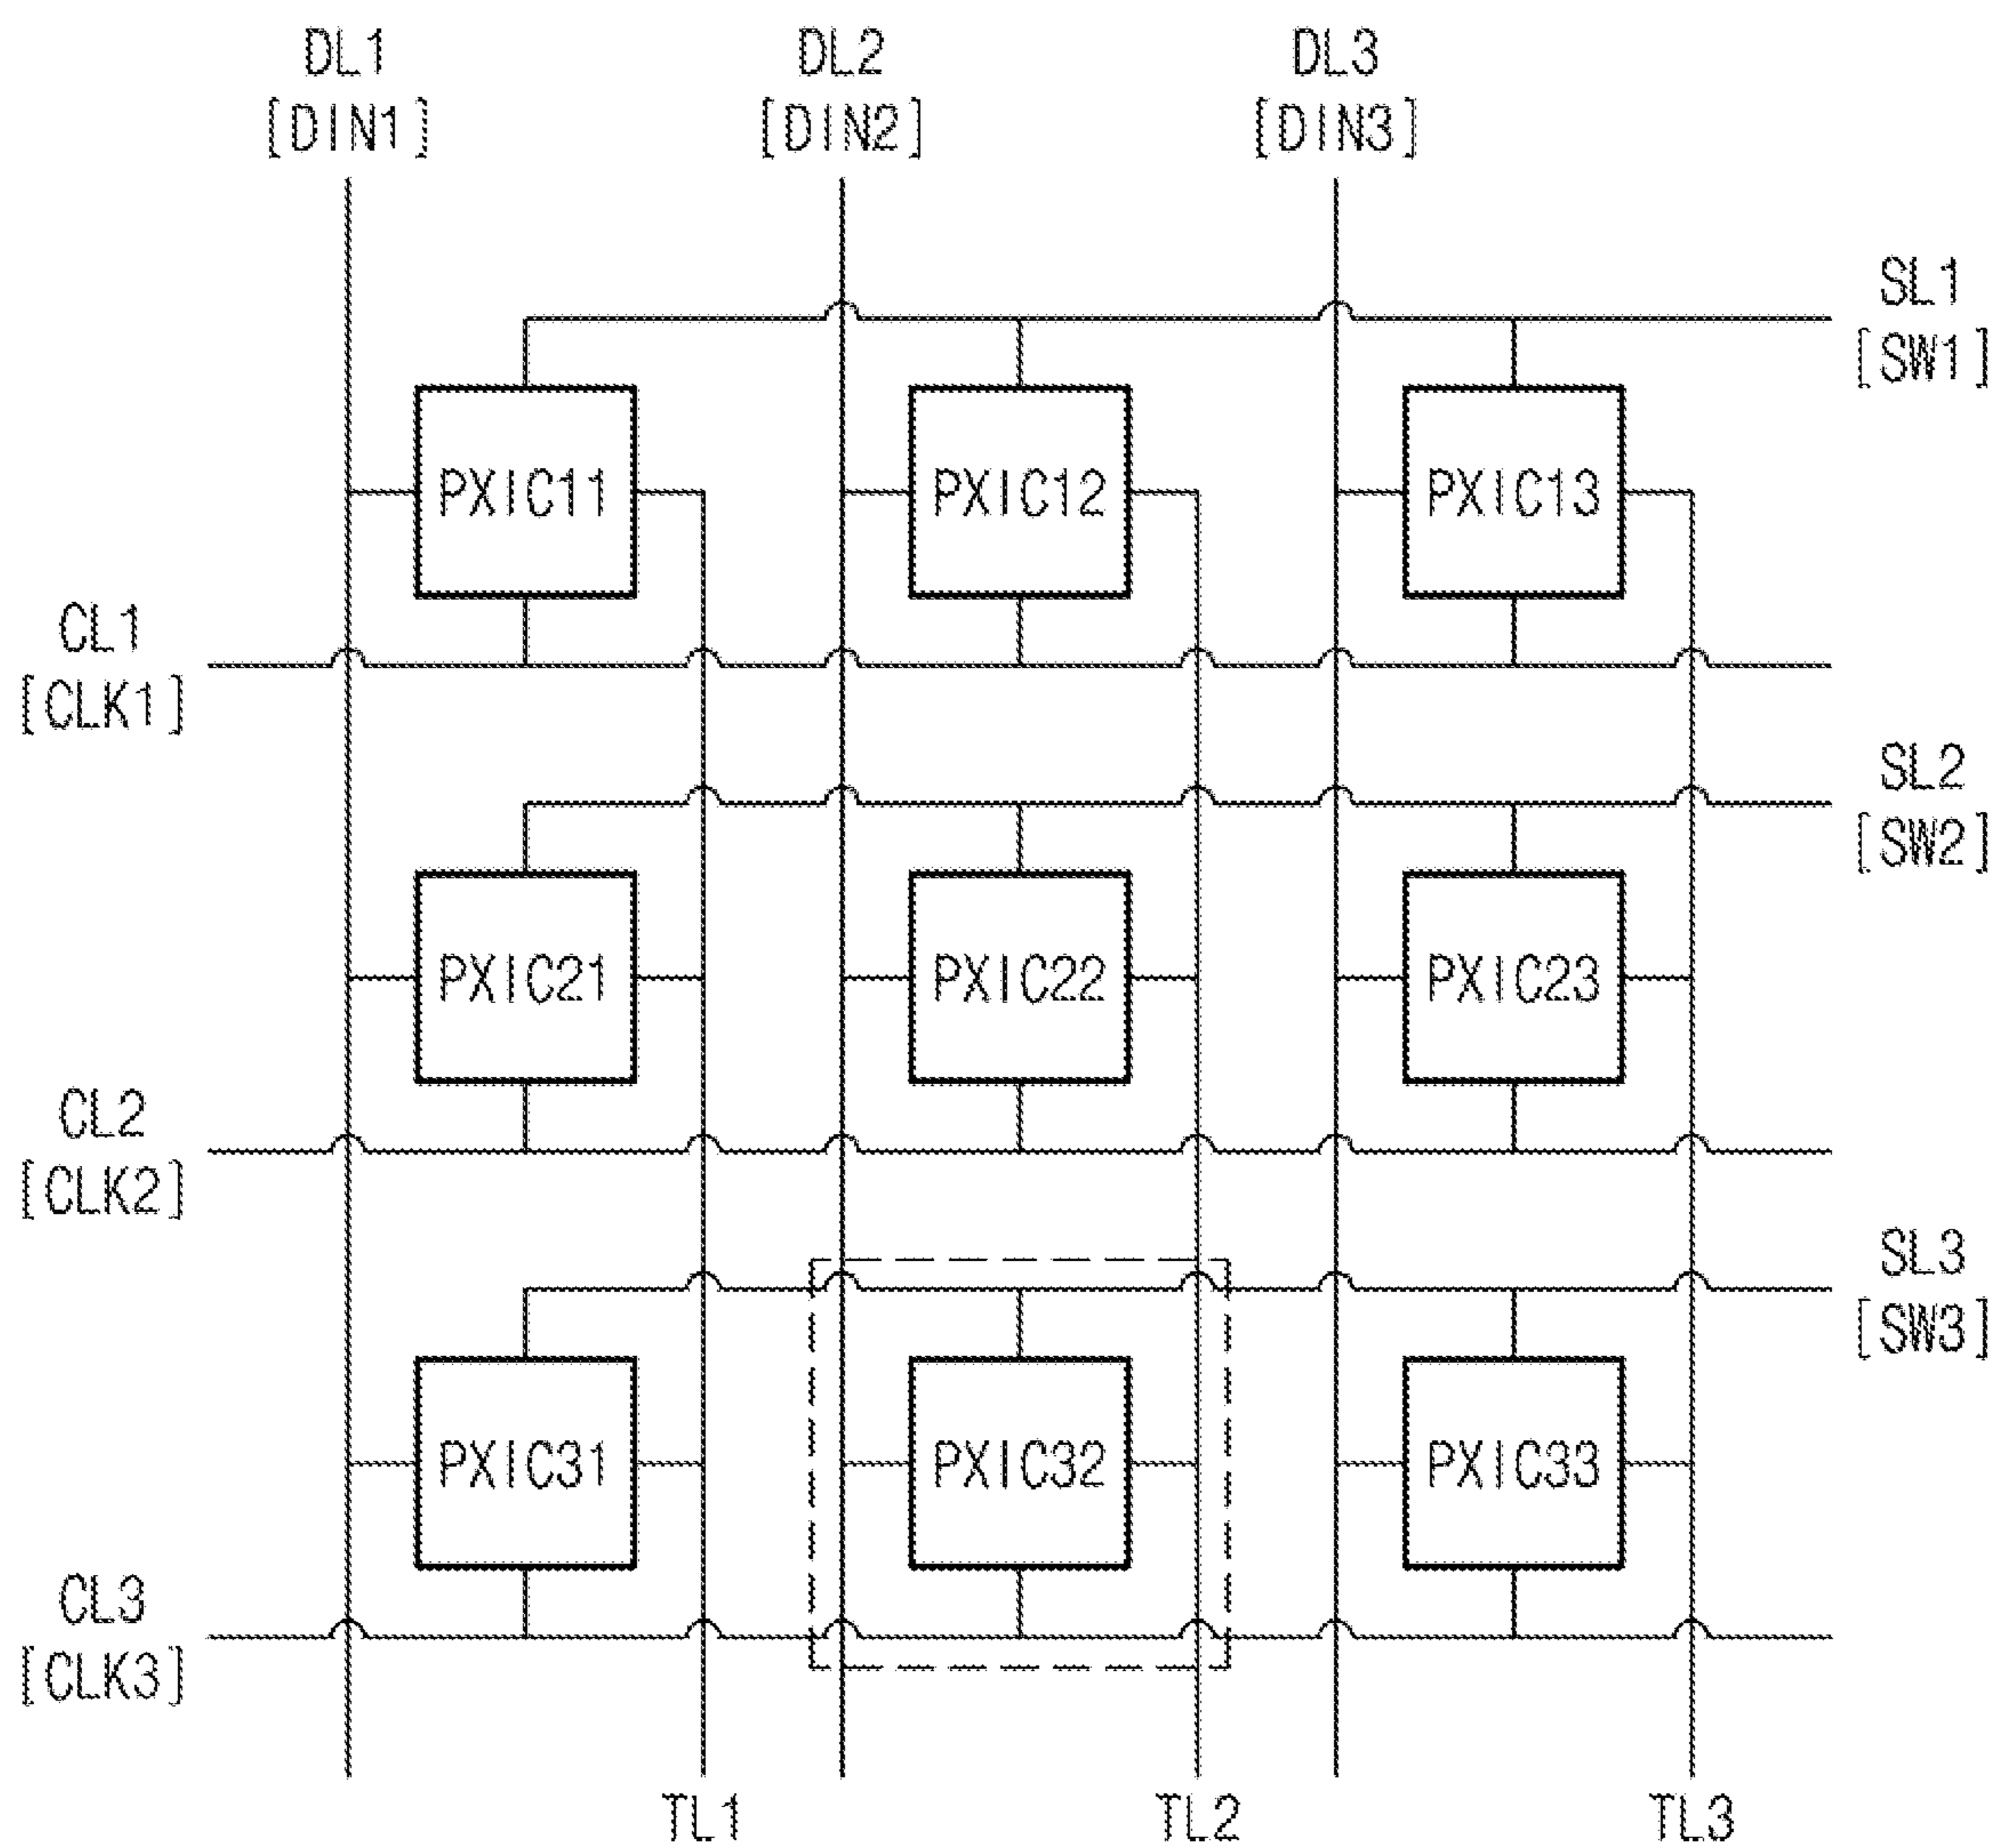 DL1 DL2 DL3
[DIN1] [DIN2] [DIN3]
SL1
[SW1]
PXIC11 PXIC12 PXIC13
CL1
[CLK1]
SL2
[SW2]
PXIC21 PXIC22 PXIC23
CL2
[CLK2]
SL3
[SW3]
PXIC31 PXIC32 PXIC33
CL3
[CLK3]
TL1 TL2 TL3